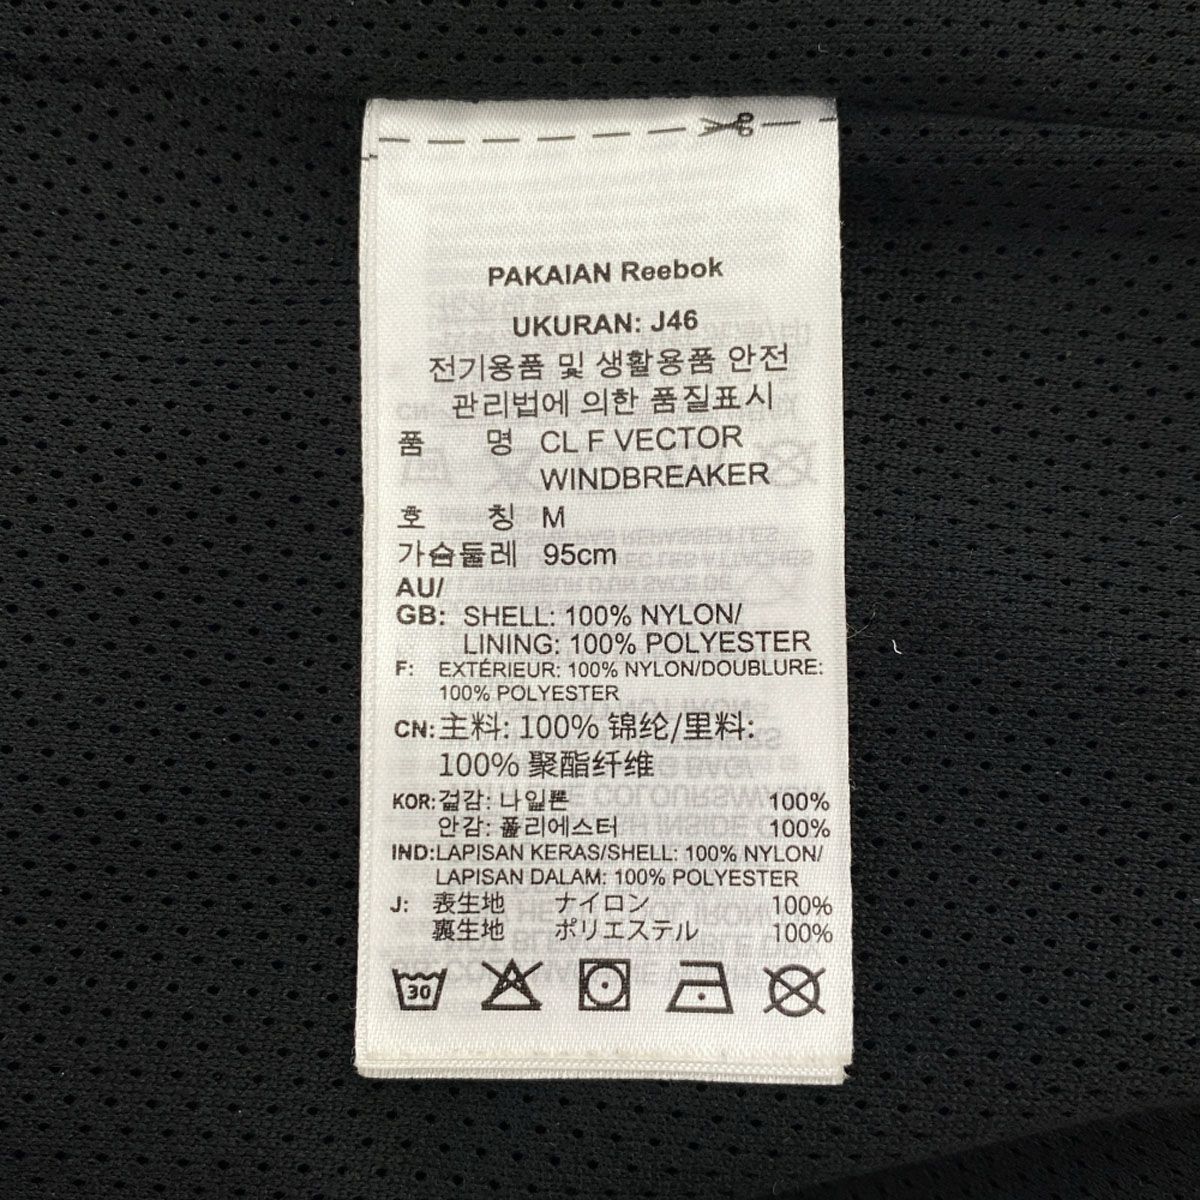 PAKAIAN Reebok
UKURAN: J46
전기용품 및 생활용품 안전
관리법에 의한 품질표시
품 명 CL F VECTOR
WINDBREAKER
호 칭 M
가슴둘레 95cm
AU/
GB: SHELL: 100% NYLON/
LINING: 100% POLYESTER
F: EXTÉRIEUR: 100% NYLON/DOUBLURE:
100% POLYESTER
CN: 主料: 100% 锦纶/里料:
100% 聚酯纤维
KOR: 겉감: 나일론 100%
안감: 폴리에스터 100%
IND: LAPISAN KERAS/SHELL: 100% NYLON/
LAPISAN DALAM: 100% POLYESTER
J: 表生地 ナイロン 100%
裏生地 ポリエステル 100%
30